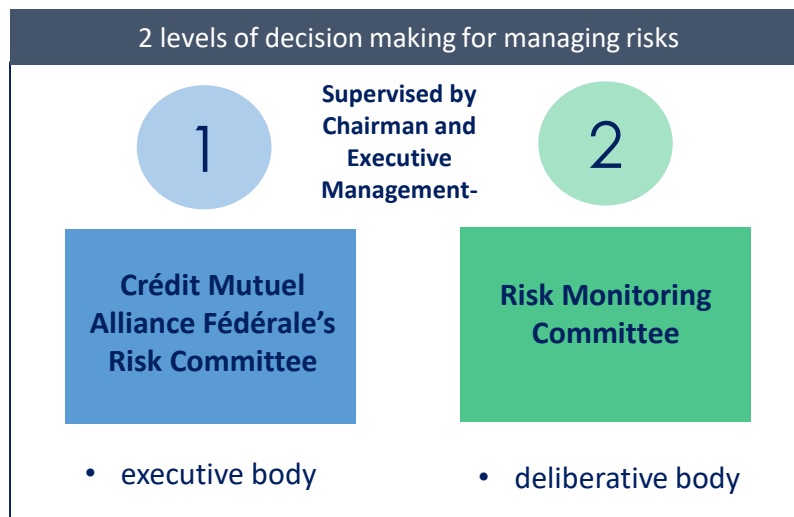 2 levels of decision making for managing risks
1
Supervised by
Chairman and
Executive
Management-
2
Crédit Mutuel
Alliance Fédérale's
Risk Committee
Risk Monitoring
Committee
• executive body
• deliberative body